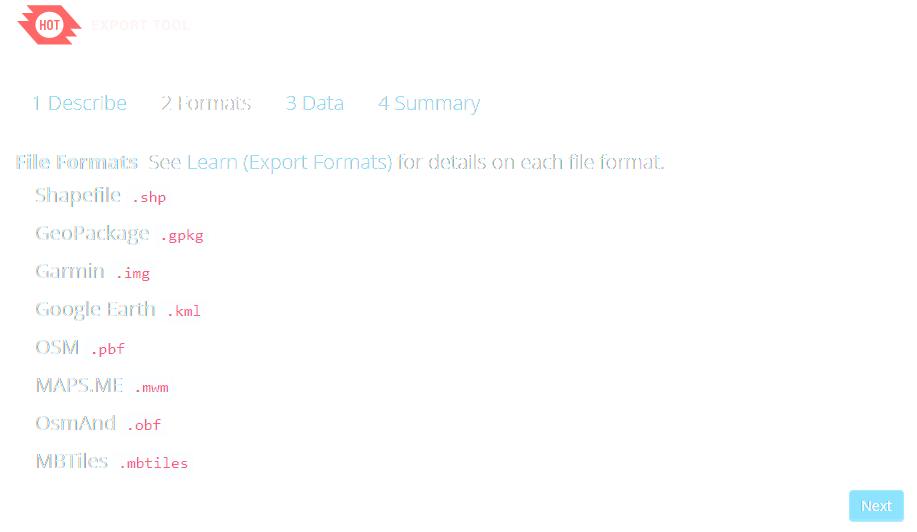 HOT EXPORT TOOL
1 Describe 2 Formats 3 Data 4 Summary
File Formats See Learn (Export Formats) for details on each file format.
Shapefile .shp
GeoPackage .gpkg
Garmin .img
Google Earth .kml
OSM .pbf
MAPS.ME .mwm
OsmAnd .obf
MBTiles .mbtiles
Next